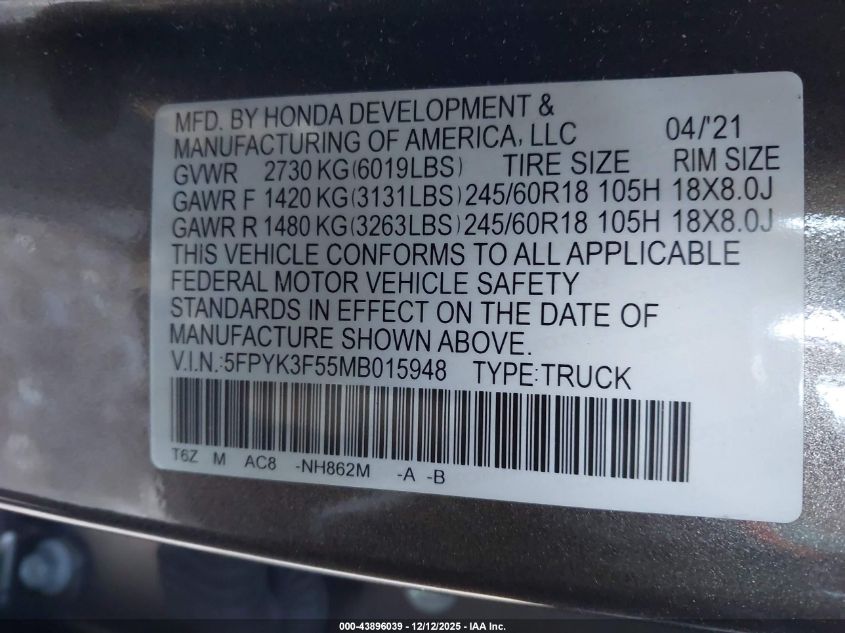 MFD. BY HONDA DEVELOPMENT &
MANUFACTURING OF AMERICA, LLC 04/'21
GVWR 2730 KG(6019LBS) TIRE SIZE RIM SIZE
GAWR F 1420 KG(3131LBS) 245/60R18 105H 18X8.0J
GAWR R 1480 KG(3263LBS) 245/60R18 105H 18X8.0J
THIS VEHICLE CONFORMS TO ALL APPLICABLE
FEDERAL MOTOR VEHICLE SAFETY
STANDARDS IN EFFECT ON THE DATE OF
MANUFACTURE SHOWN ABOVE.
V.I.N.:5FPYK3F55MB015948 TYPE:TRUCK
T6Z M AC8 -NH862M -A -B
000-43896039 - 12/12/2025 - IAA Inc.